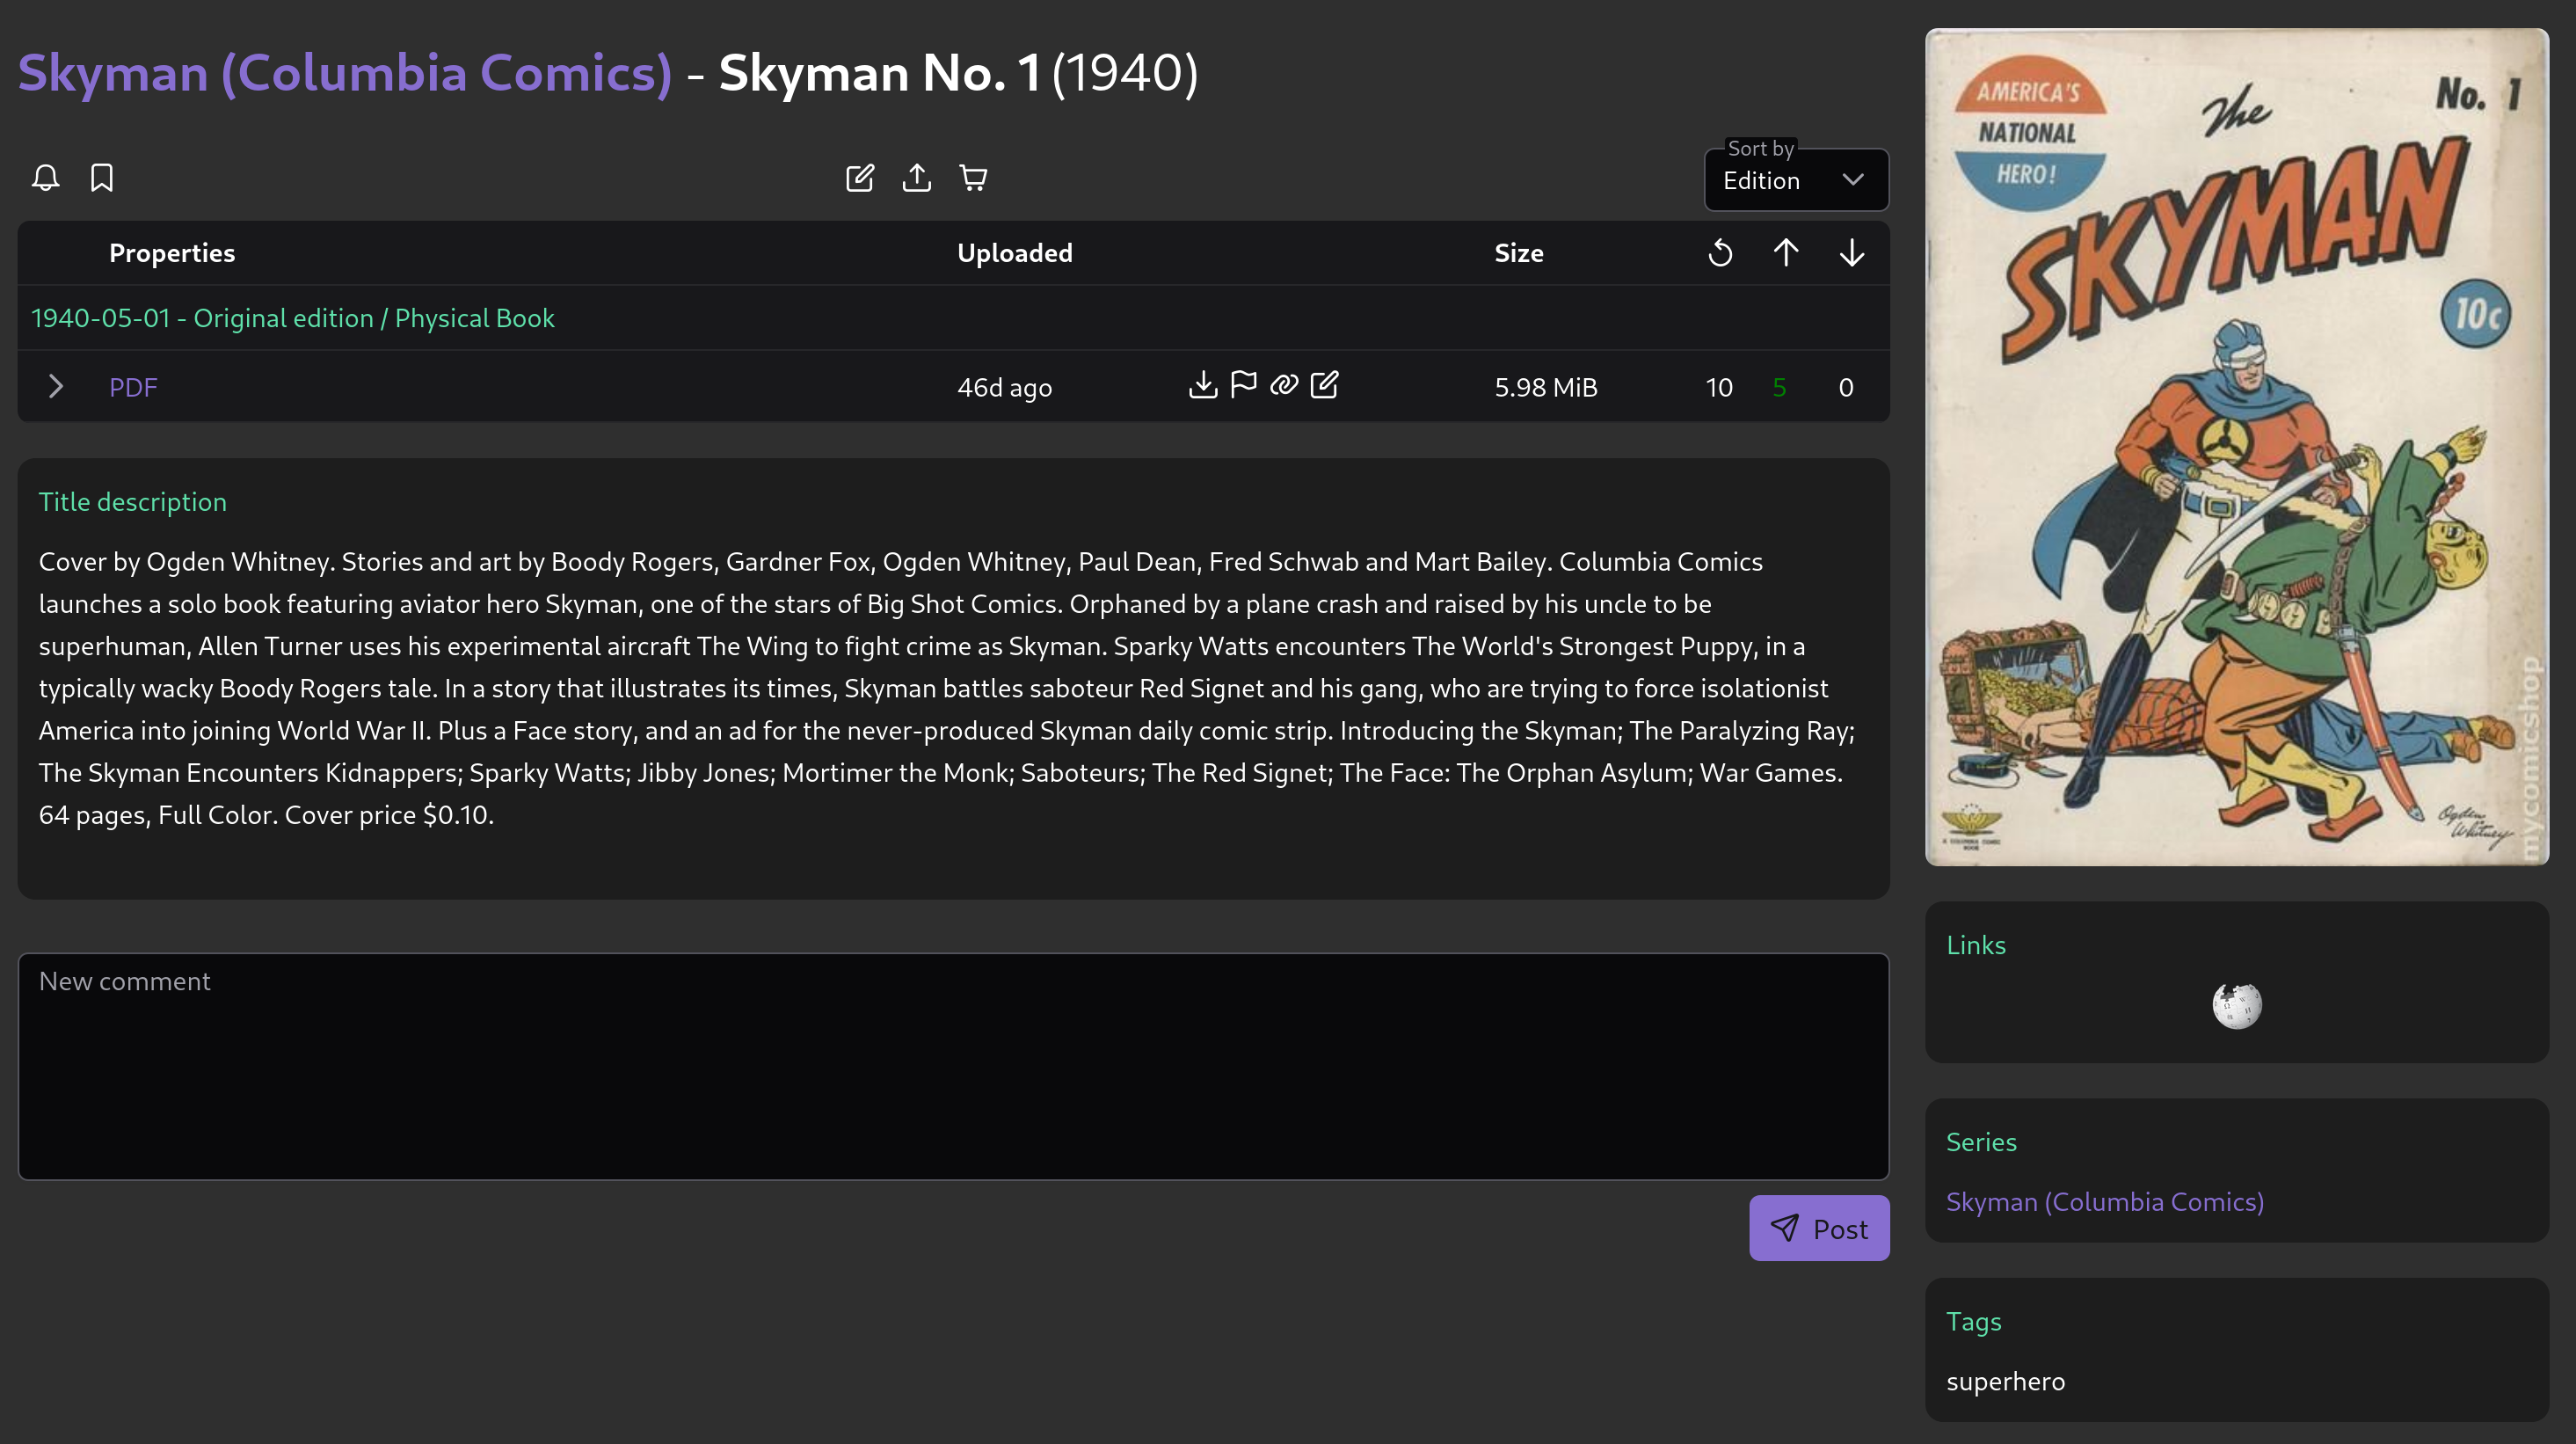 Skyman (Columbia Comics) - Skyman No. 1 (1940)
Sort by
Edition
Properties Uploaded Size
1940-05-01 - Original edition / Physical Book
PDF 46d ago 5.98 MiB 10 5 0
Title description
Cover by Ogden Whitney. Stories and art by Boody Rogers, Gardner Fox, Ogden Whitney, Paul Dean, Fred Schwab and Mart Bailey. Columbia Comics
launches a solo book featuring aviator hero Skyman, one of the stars of Big Shot Comics. Orphaned by a plane crash and raised by his uncle to be
superhuman, Allen Turner uses his experimental aircraft The Wing to fight crime as Skyman. Sparky Watts encounters The World's Strongest Puppy, in a
typically wacky Boody Rogers tale. In a story that illustrates its times, Skyman battles saboteur Red Signet and his gang, who are trying to force isolationist
America into joining World War II. Plus a Face story, and an ad for the never-produced Skyman daily comic strip. Introducing the Skyman; The Paralyzing Ray;
The Skyman Encounters Kidnappers; Sparky Watts; Jibby Jones; Mortimer the Monk; Saboteurs; The Red Signet; The Face: The Orphan Asylum; War Games.
64 pages, Full Color. Cover price $0.10.
New comment
Post
AMERICA'S
NATIONAL
HERO!
The
No. 1
SKYMAN
10c
A COLUMBIA COMIC
BOOK
Ogden
Whitney
mycomicshop
Links
Series
Skyman (Columbia Comics)
Tags
superhero